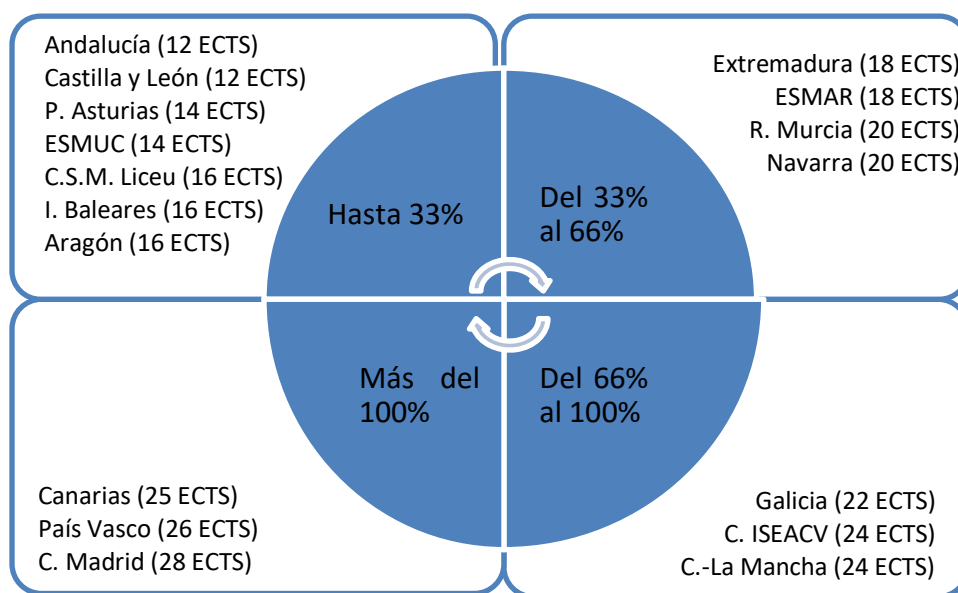 Andalucía (12 ECTS)
Castilla y León (12 ECTS)
P. Asturias (14 ECTS)
ESMUC (14 ECTS)
C.S.M. Liceu (16 ECTS)
I. Baleares (16 ECTS)
Aragón (16 ECTS)
Hasta 33%
Extremadura (18 ECTS)
ESMAR (18 ECTS)
R. Murcia (20 ECTS)
Navarra (20 ECTS)
Del 33%
al 66%
Más del
100%
Canarias (25 ECTS)
País Vasco (26 ECTS)
C. Madrid (28 ECTS)
Del 66%
al 100%
Galicia (22 ECTS)
C. ISEACV (24 ECTS)
C.-La Mancha (24 ECTS)